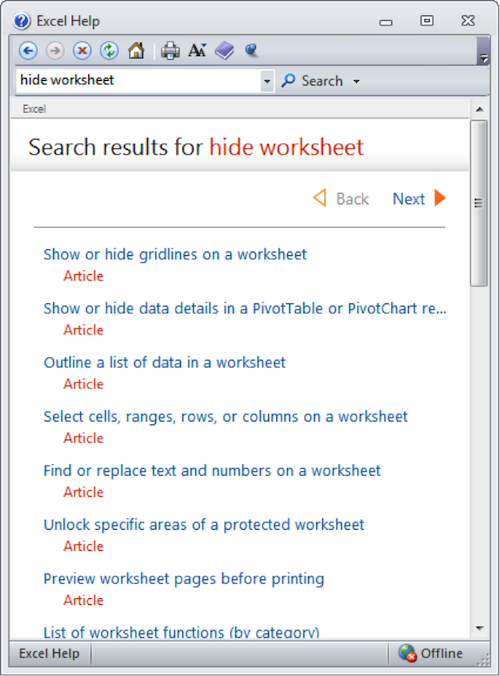 Excel Help
hide worksheet
Search
Excel
Search results for hide worksheet
Back Next
Show or hide gridlines on a worksheet
Article
Show or hide data details in a PivotTable or PivotChart re...
Article
Outline a list of data in a worksheet
Article
Select cells, ranges, rows, or columns on a worksheet
Article
Find or replace text and numbers on a worksheet
Article
Unlock specific areas of a protected worksheet
Article
Preview worksheet pages before printing
Article
List of worksheet functions (by category)
Excel Help Offline